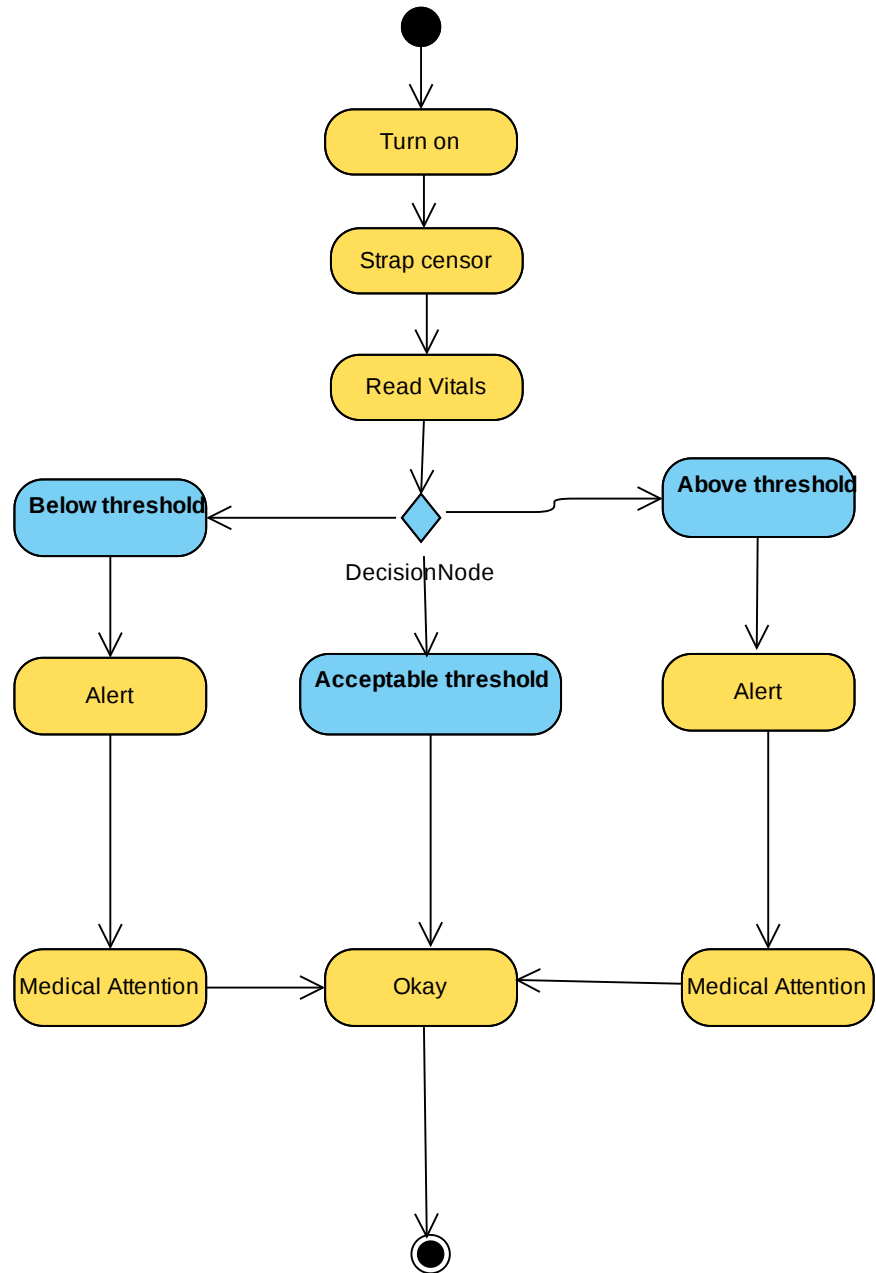 Turn on
Strap censor
Read Vitals
Below threshold
Above threshold
DecisionNode
Acceptable threshold
Alert
Alert
Medical Attention
Okay
Medical Attention